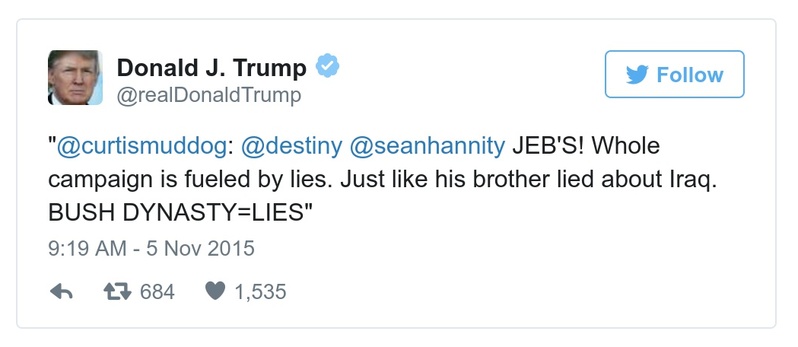 Donald J. Trump
@realDonaldTrump
Follow
"@curtismuddog: @destiny @seanhannity JEB'S! Whole
campaign is fueled by lies. Just like his brother lied about Iraq.
BUSH DYNASTY=LIES"
9:19 AM - 5 Nov 2015
684 1,535